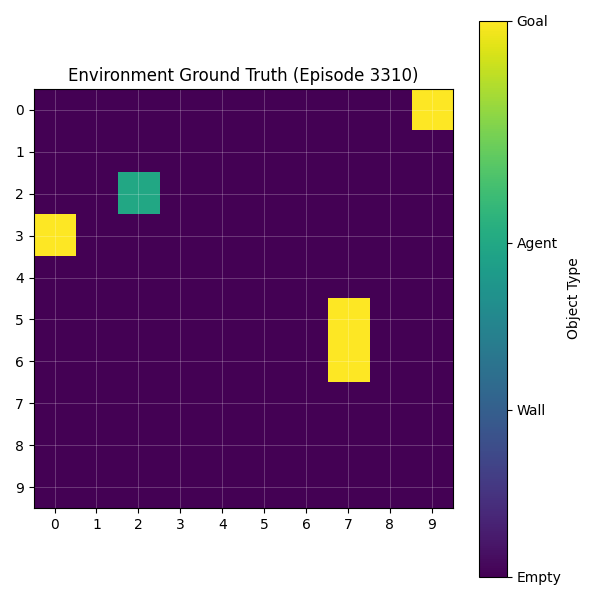 Environment Ground Truth (Episode 3310)
0
1
2
3
4
5
6
7
8
9
0 1 2 3 4 5 6 7 8 9
Goal
Agent
Wall
Empty
Object Type